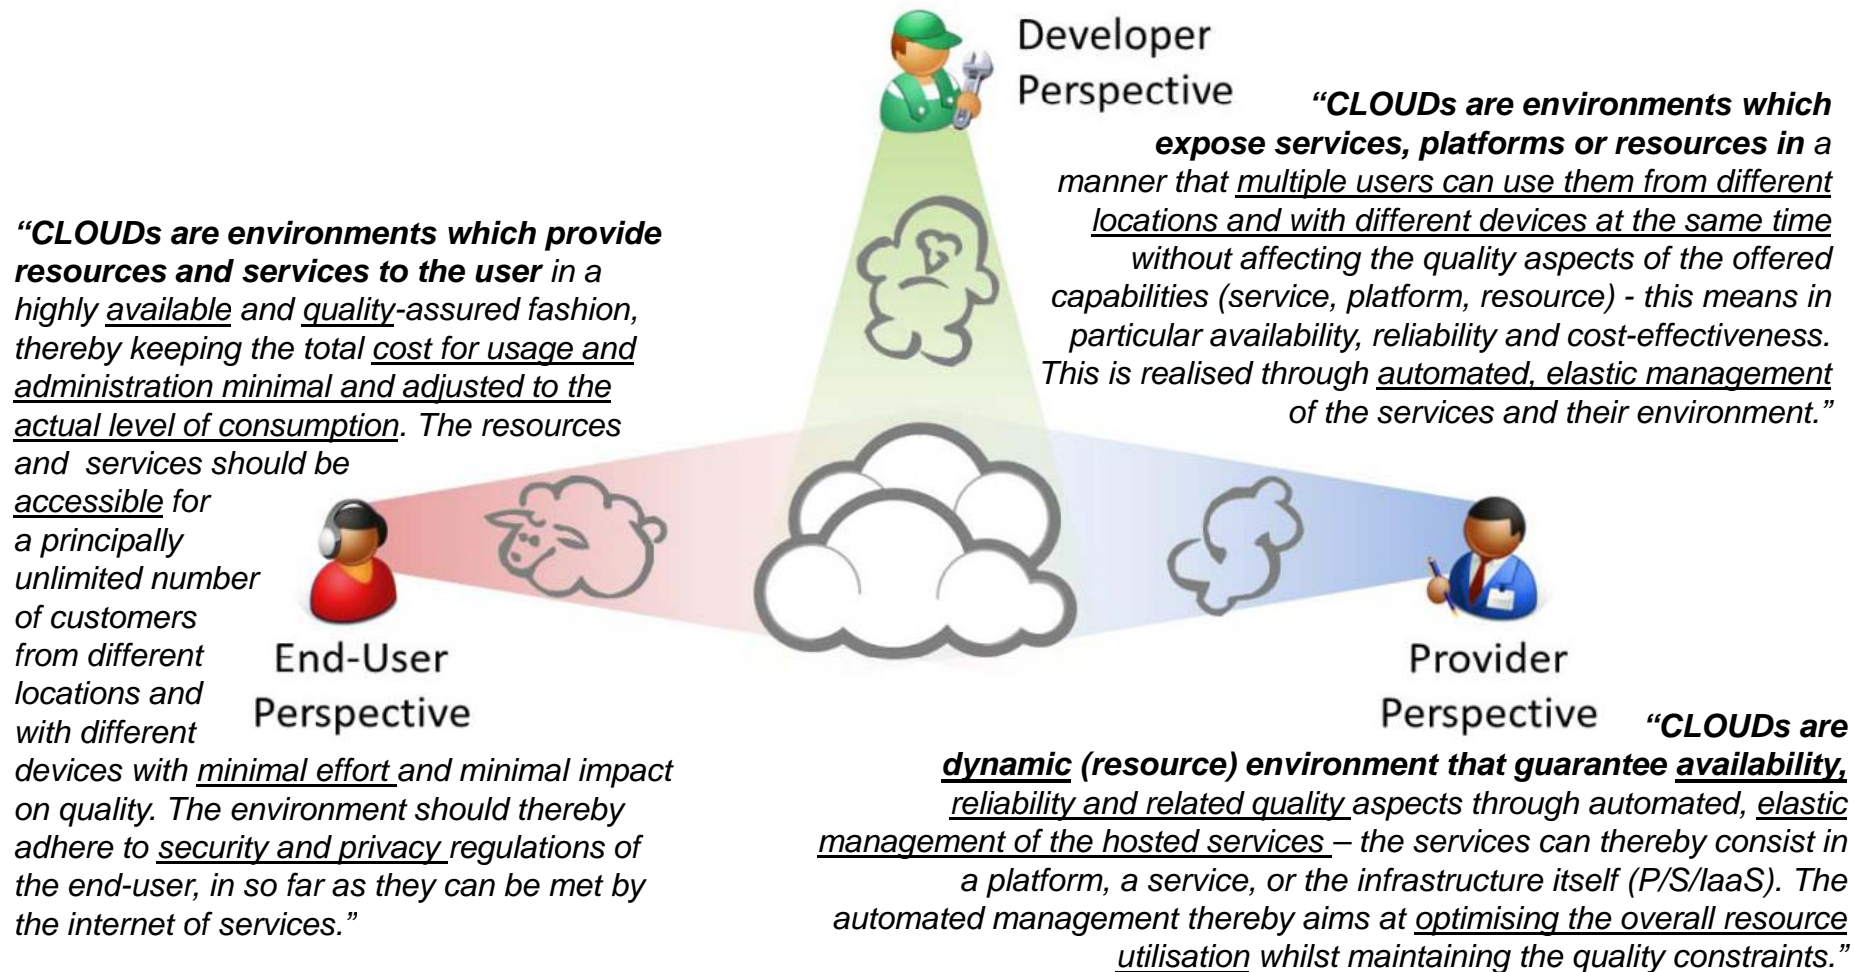 Developer
Perspective
“CLOUDs are environments which
expose services, platforms or resources in a
manner that multiple users can use them from different
locations and with different devices at the same time
without affecting the quality aspects of the offered
capabilities (service, platform, resource) - this means in
particular availability, reliability and cost-effectiveness.
This is realised through automated, elastic management
of the services and their environment.”
“CLOUDs are environments which provide
resources and services to the user in a
highly available and quality-assured fashion,
thereby keeping the total cost for usage and
administration minimal and adjusted to the
actual level of consumption. The resources
and services should be
accessible for
a principally
unlimited number
of customers
from different
locations and
with different
devices with minimal effort and minimal impact
on quality. The environment should thereby
adhere to security and privacy regulations of
the end-user, in so far as they can be met by
the internet of services.”
End-User
Perspective
Provider
Perspective
“CLOUDs are
dynamic (resource) environment that guarantee availability,
reliability and related quality aspects through automated, elastic
management of the hosted services – the services can thereby consist in
a platform, a service, or the infrastructure itself (P/S/IaaS). The
automated management thereby aims at optimising the overall resource
utilisation whilst maintaining the quality constraints.”